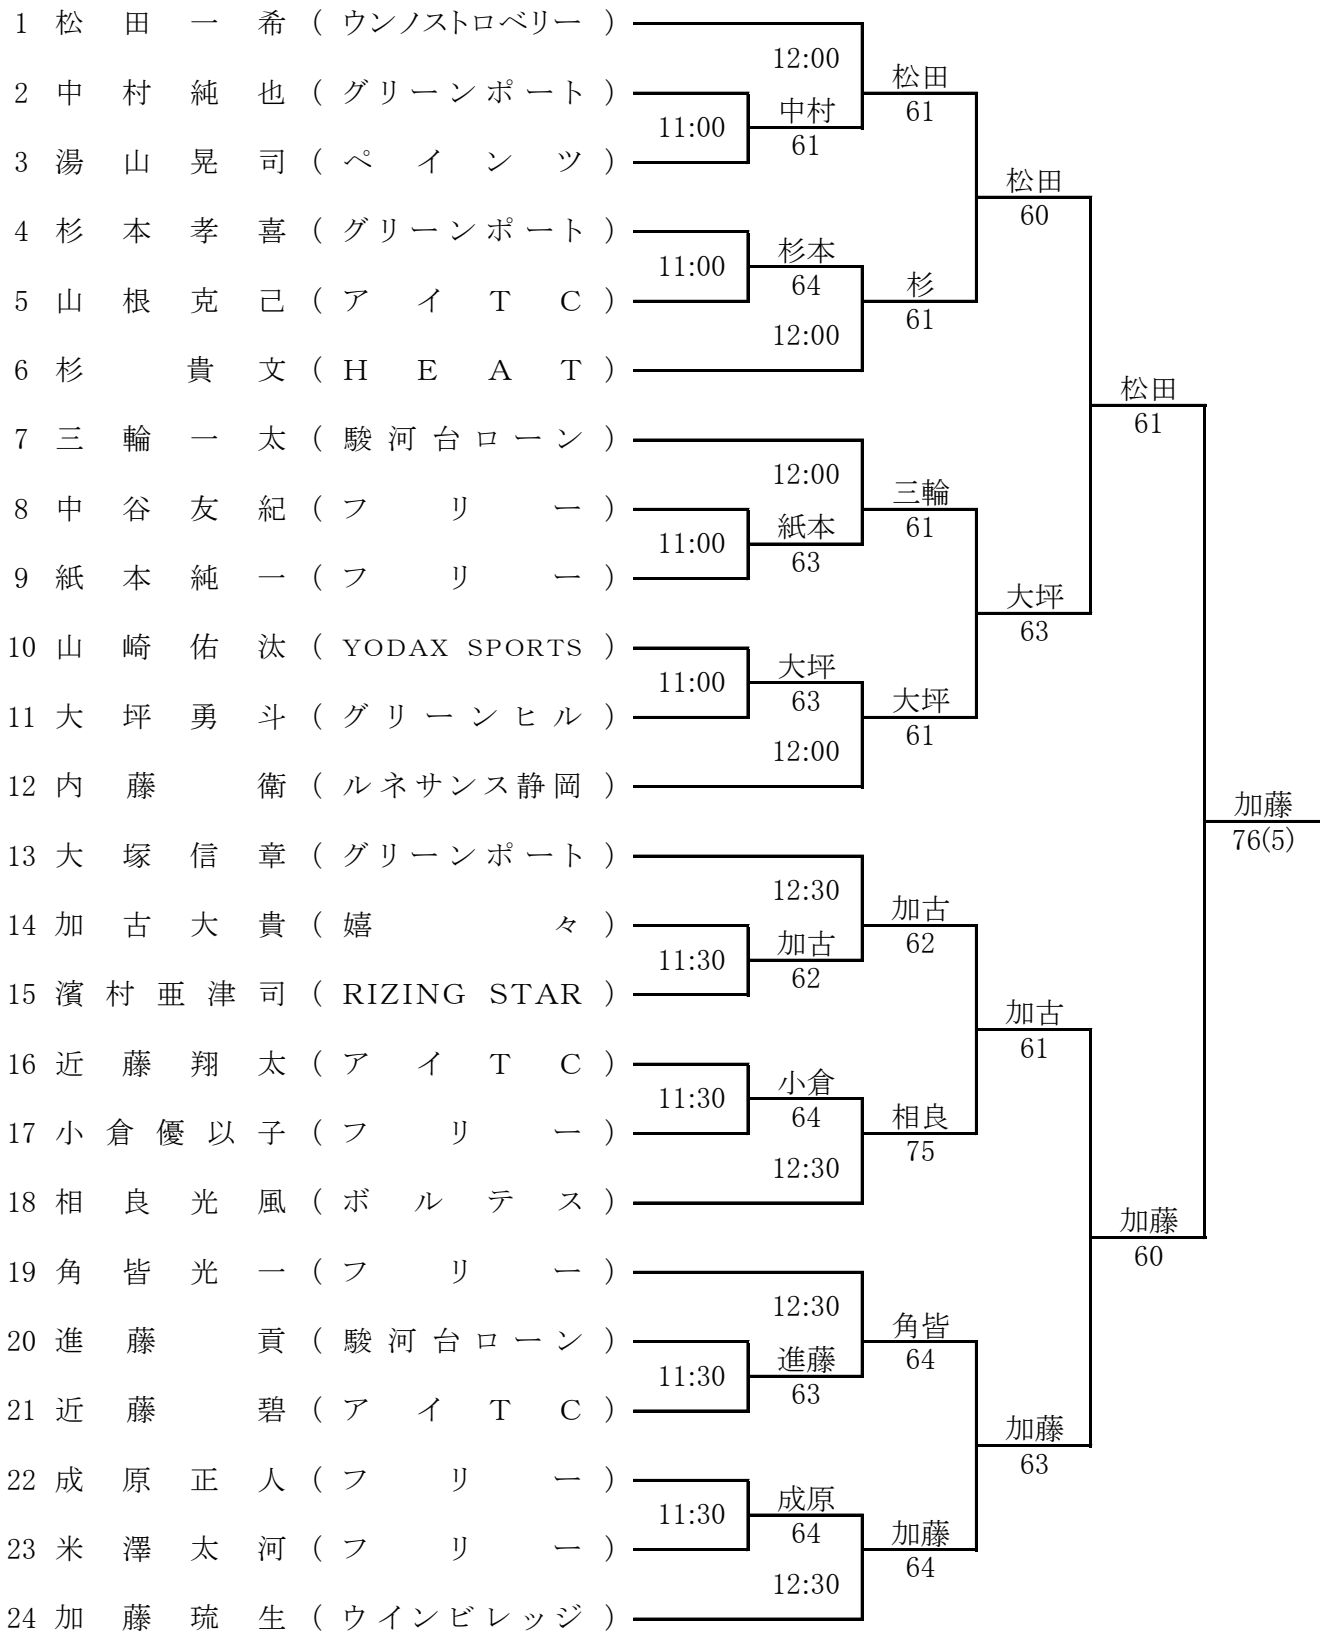 1 松田一希(ウンノストロベリー)
12:00
松田
2 中村純也(グリーンポート)
中村
61
11:00
61
3 湯山晃司(ペインツ)
松田
60
4 杉本孝喜(グリーンポート)
杉本
11:00
64
杉
5 山根克己(アイTC)
61
12:00
6 杉貴文(HEAT)
松田
61
7 三輪一太(駿河台ローン)
12:00
三輪
8 中谷友紀(フリー)
紙本
61
11:00
63
9 紙本純一(フリー)
大坪
63
10 山崎佑汰(YODAX SPORTS)
大坪
11:00
63
大坪
11 大坪勇斗(グリーンヒル)
61
12:00
12 内藤衛(ルネサンス静岡)
加藤
76(5)
13 大塚信章(グリーンポート)
12:30
加古
14 加古大貴(嬉々)
加古
62
11:30
62
15 濱村亜津司(RIZING STAR)
加古
61
16 近藤翔太(アイTC)
小倉
11:30
64
相良
17 小倉優以子(フリー)
75
12:30
18 相良光風(ボルテス)
加藤
60
19 角皆光一(フリー)
12:30
角皆
20 進藤貢(駿河台ローン)
進藤
64
11:30
63
21 近藤碧(アイTC)
加藤
63
22 成原正人(フリー)
成原
11:30
64
加藤
23 米澤太河(フリー)
64
12:30
24 加藤琉生(ウインビレッジ)